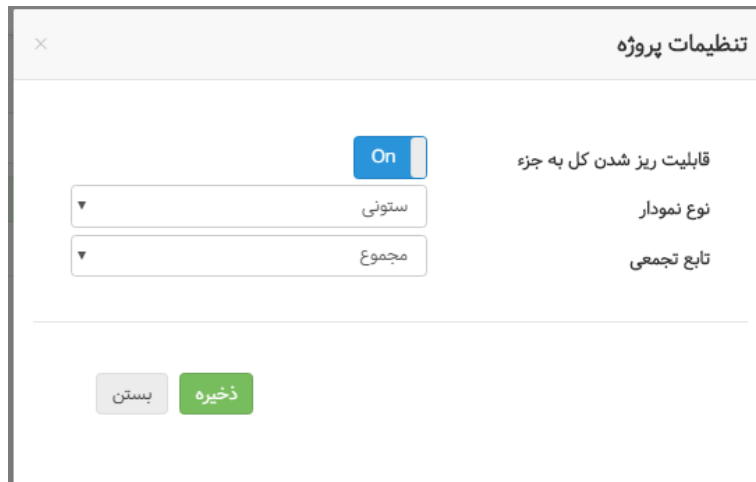 تنظیمات پروژه
×
قابلیت ریز شدن کل به جزء
On
نوع نمودار
ستونی
تابع تجمعی
مجموع
ذخیره
بستن